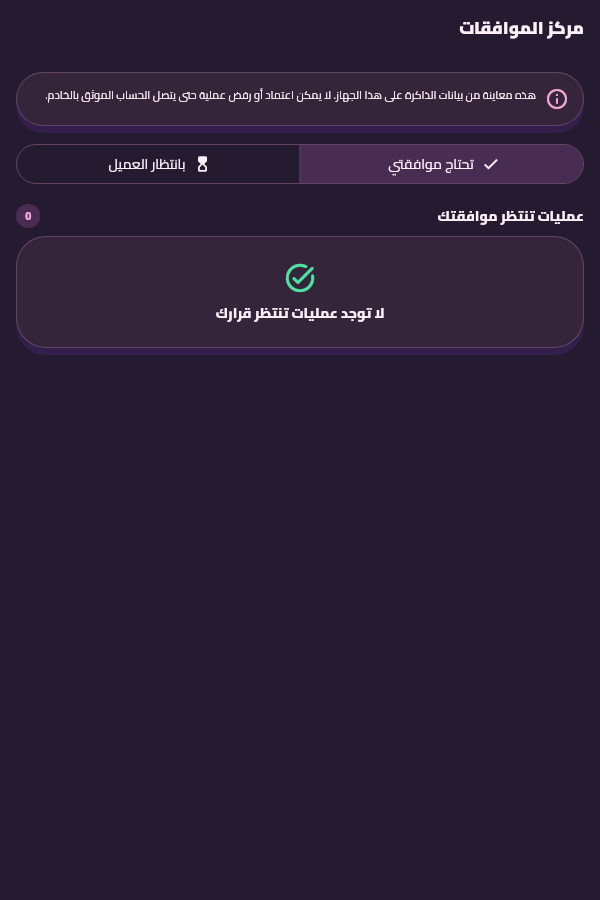 مركز الموافقات
هذه معاينة من بيانات الذاكرة على هذا الجهاز. لا يمكن اعتماد أو رفض عملية حتى يتصل الحساب الموثق بالخادم.
تحتاج موافقتي
بانتظار العميل
عمليات تنتظر موافقتك
0
لا توجد عمليات تنتظر قرارك